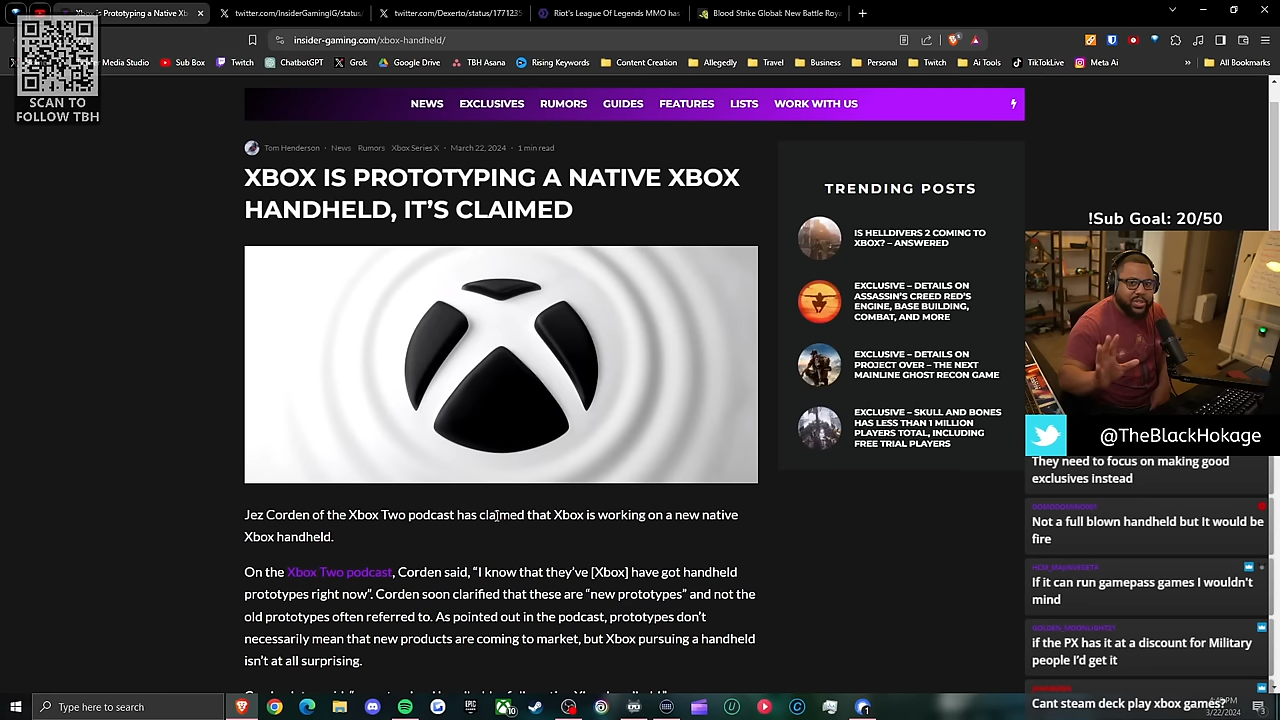 Xbox Is Prototyping a Native Xb
twitter.com/InsiderGamingIG/status
twitter.com/Dexerto/status/1771235
Riot's League Of Legends MMO has
Blood Strike Global: New Battle Roya
insider-gaming.com/xbox-handheld/
Media Studio
Sub Box
Twitch
ChatGPT
Grok
Google Drive
TBH Asana
Rising Keywords
Content Creation
Allegedly
Travel
Business
Personal
Twitch
Ai Tools
TikTokLive
Meta Ai
All Bookmarks
SCAN TO
FOLLOW TBH
NEWS EXCLUSIVES RUMORS GUIDES FEATURES LISTS WORK WITH US
Tom Henderson · News Rumors Xbox Series X · March 22, 2024 · 1 min read
XBOX IS PROTOTYPING A NATIVE XBOX
HANDHELD, IT'S CLAIMED
Jez Corden of the Xbox Two podcast has claimed that Xbox is working on a new native
Xbox handheld.
On the Xbox Two podcast, Corden said, "I know that they've [Xbox] have got handheld
prototypes right now". Corden soon clarified that these are "new prototypes" and not the
old prototypes often referred to. As pointed out in the podcast, prototypes don't
necessarily mean that new products are coming to market, but Xbox pursuing a handheld
isn't at all surprising.
TRENDING POSTS
IS HELLDIVERS 2 COMING TO
XBOX? – ANSWERED
EXCLUSIVE – DETAILS ON
ASSASSIN'S CREED RED'S
ENGINE, BASE BUILDING,
COMBAT, AND MORE
EXCLUSIVE – DETAILS ON
PROJECT OVER – THE NEXT
MAINLINE GHOST RECON GAME
EXCLUSIVE – SKULL AND BONES
HAS LESS THAN 1 MILLION
PLAYERS TOTAL, INCLUDING
FREE TRIAL PLAYERS
!Sub Goal: 20/50
@TheBlackHokage
They need to focus on making good
exclusives instead
Not a full blown handheld but It would be
fire
If it can run gamepass games I wouldn't
mind
if the PX has it at a discount for Military
people I'd get it
Cant steam deck play xbox games?
Type here to search
3/22/2024